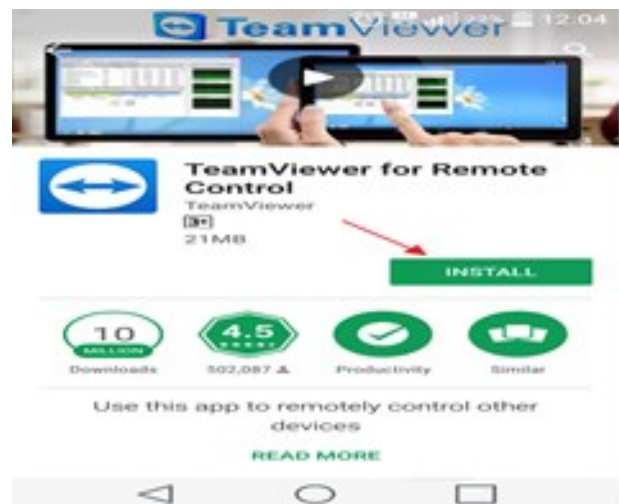 TeamViewer
12:04
TeamViewer for Remote
Control
TeamViewer
3+
21MB
INSTALL
10
MILLION
4.5
Downloads
502,087
Productivity
Similar
Use this app to remotely control other
devices
READ MORE